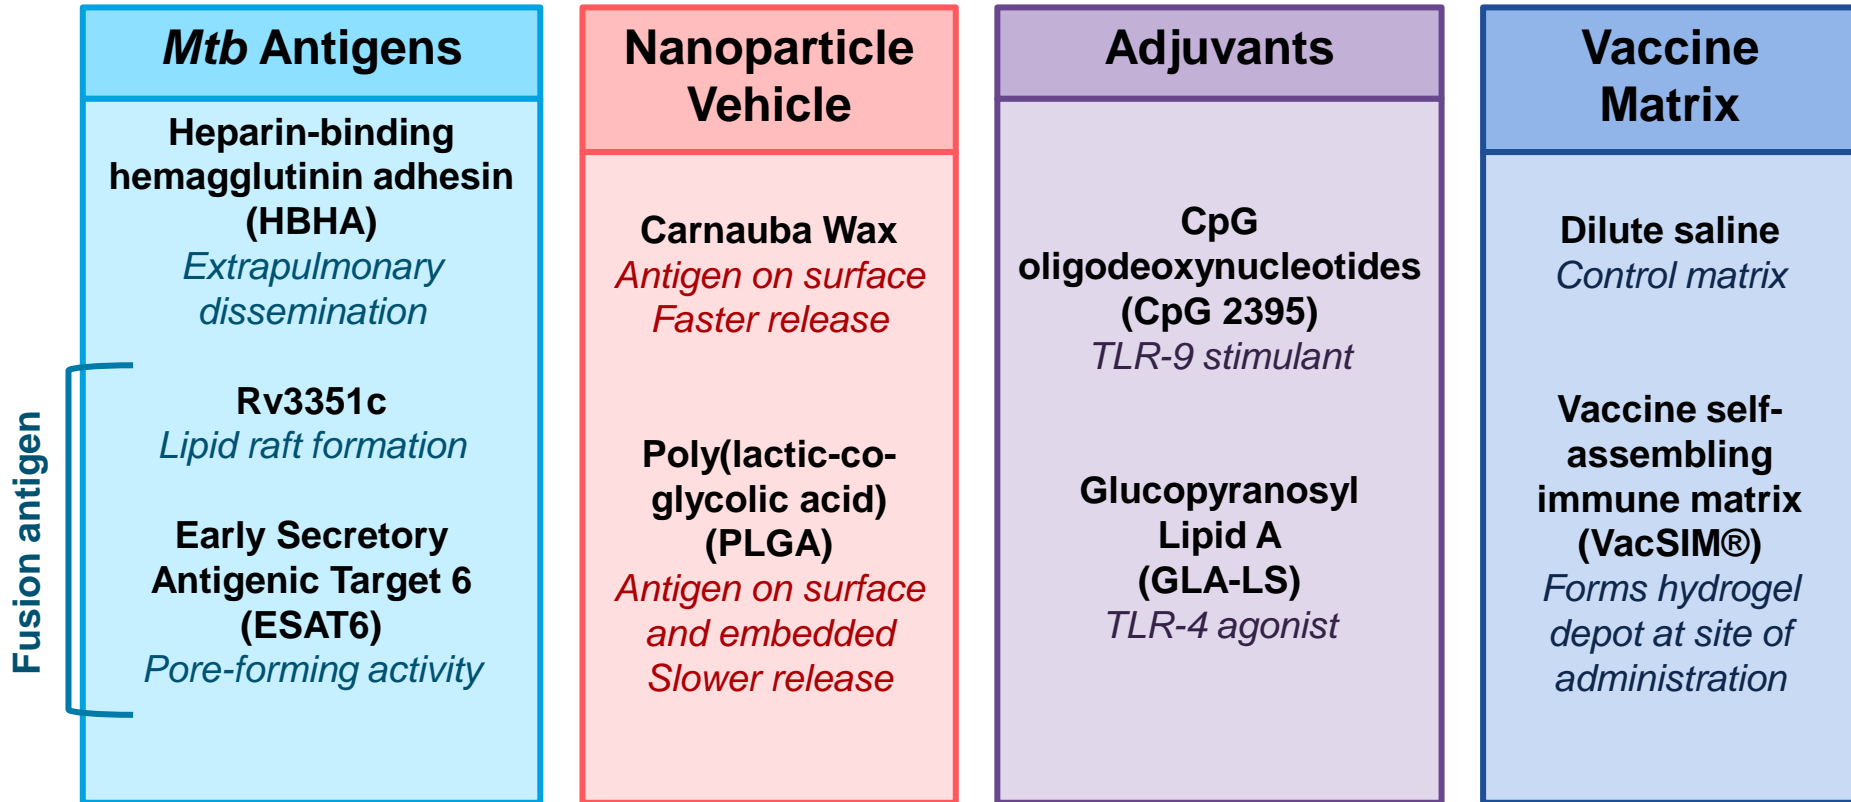 Fusion antigen
Mtb Antigens
Heparin-binding
hemagglutinin adhesin
(HBHA)
Extrapulmonary
dissemination
Rv3351c
Lipid raft formation
Early Secretory
Antigenic Target 6
(ESAT6)
Pore-forming activity
Nanoparticle
Vehicle
Carnauba Wax
Antigen on surface
Faster release
Poly(lactic-co-
glycolic acid)
(PLGA)
Antigen on surface
and embedded
Slower release
Adjuvants
CpG
oligodeoxynucleotides
(CpG 2395)
TLR-9 stimulant
Glucopyranosyl
Lipid A
(GLA-LS)
TLR-4 agonist
Vaccine
Matrix
Dilute saline
Control matrix
Vaccine self-
assembling
immune matrix
(VacSIM®)
Forms hydrogel
depot at site of
administration